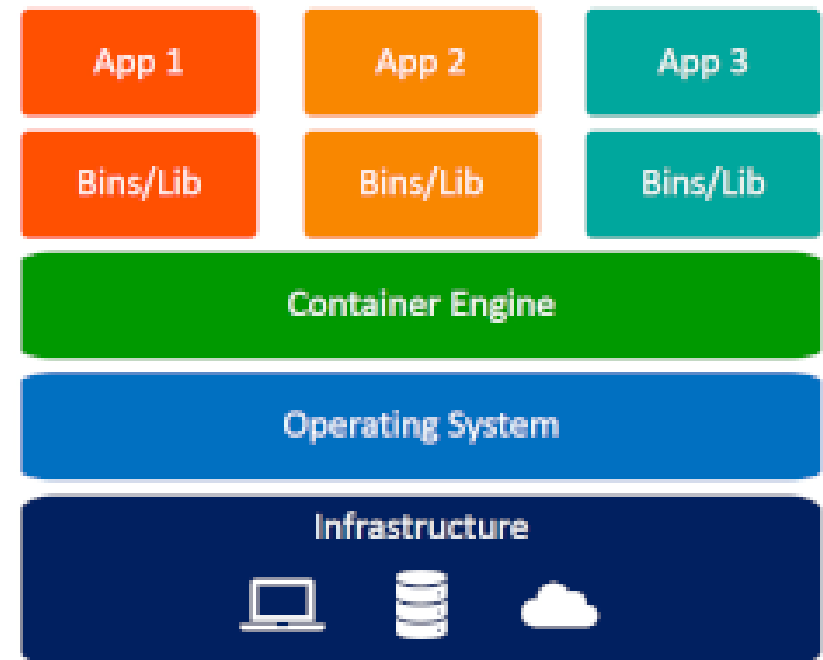 App 1
App 2
App 3
Bins/Lib
Bins/Lib
Bins/Lib
Container Engine
Operating System
Infrastructure